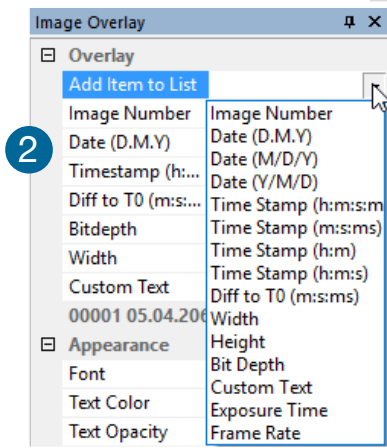 Image Overlay
Overlay
Add Item to List
Image Number
Date (D.M.Y)
2
Timestamp (h:...
Diff to T0 (m:s:...
Bitdepth
Width
Custom Text
00001 05.04.206
Appearance
Font
Text Color
Text Opacity
Image Number
Date (D.M.Y)
Date (M/D/Y)
Date (Y/M/D)
Time Stamp (h:m:s:m
Time Stamp (m:s:ms)
Time Stamp (h:m)
Time Stamp (h:m:s)
Diff to T0 (m:s:ms)
Width
Height
Bit Depth
Custom Text
Exposure Time
Frame Rate